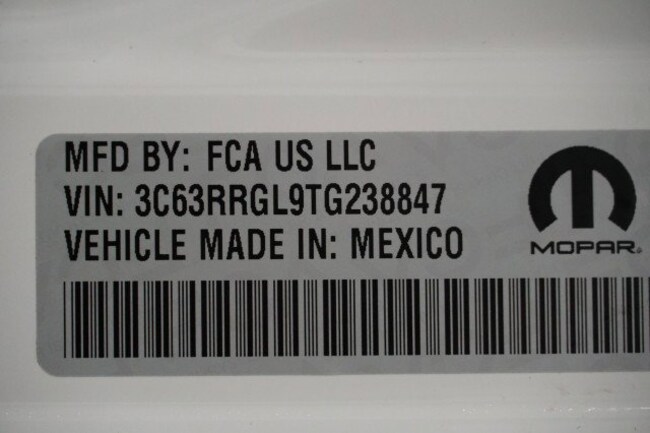 MFD BY: FCA US LLC
VIN: 3C63RRGL9TG238847
VEHICLE MADE IN: MEXICO
MOPAR®